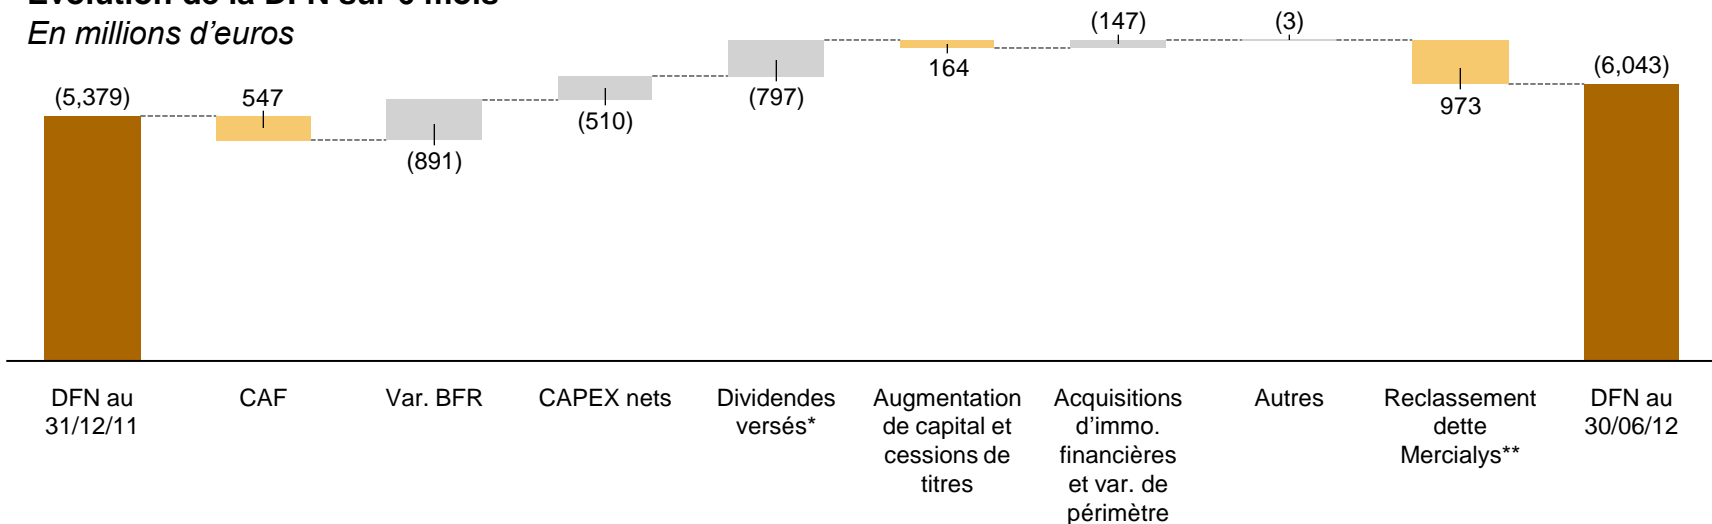 En millions d’euros
(5,379)
547
(891)
(510)
(797)
164
(147)
(3)
973
(6,043)
DFN au
31/12/11
CAF
Var. BFR
CAPEX nets
Dividendes
versés*
Augmentation
de capital et
cessions de
titres
Acquisitions
d’immo.
financières
et var. de
périmètre
Autres
Reclassement
dette
Mercialys**
DFN au
30/06/12